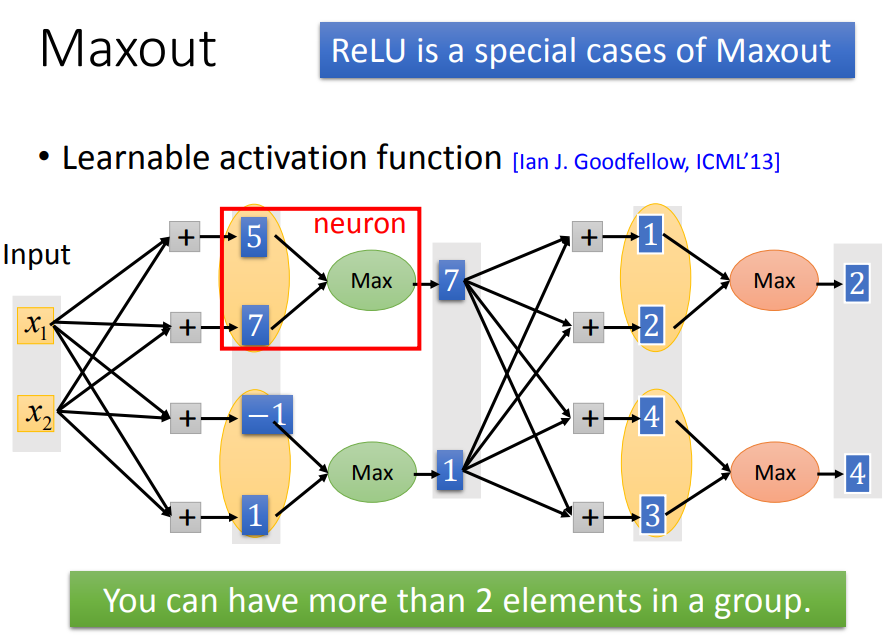 Maxout
ReLU is a special cases of Maxout
• Learnable activation function [Ian J. Goodfellow, ICML'13]
Input
x1
x2
+
+
+
+
5
7
−1
1
neuron
Max
Max
7
1
+
+
+
+
1
2
4
3
Max
Max
2
4
You can have more than 2 elements in a group.